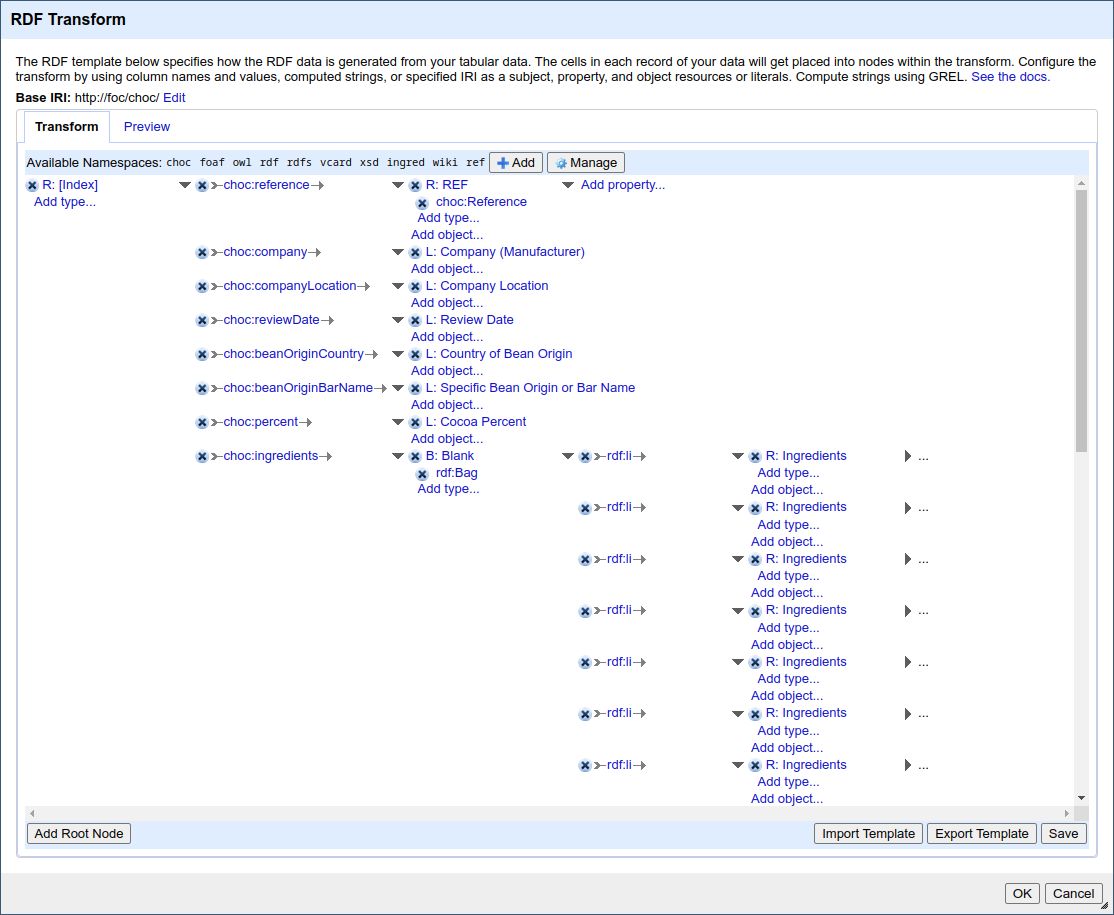 RDF Transform
The RDF template below specifies how the RDF data is generated from your tabular data. The cells in each record of your data will get placed into nodes within the transform. Configure the
transform by using column names and values, computed strings, or specified IRI as a subject, property, and object resources or literals. Compute strings using GREL. See the docs.
Base IRI: http://foc/choc/ Edit
Transform Preview
Available Namespaces: choc foaf owl rdf rdfs vcard xsd ingred wiki ref Add Manage
R: [Index] choc:reference R: REF Add property...
Add type... choc:Reference
Add type...
Add object...
choc:company L: Company (Manufacturer)
Add object...
choc:companyLocation L: Company Location
Add object...
choc:reviewDate L: Review Date
Add object...
choc:beanOriginCountry L: Country of Bean Origin
Add object...
choc:beanOriginBarName L: Specific Bean Origin or Bar Name
Add object...
choc:percent L: Cocoa Percent
Add object...
choc:ingredients B: Blank rdf:li R: Ingredients ...
rdf:Bag Add type...
Add type... Add object...
rdf:li R: Ingredients ...
Add type...
Add object...
rdf:li R: Ingredients ...
Add type...
Add object...
rdf:li R: Ingredients ...
Add type...
Add object...
rdf:li R: Ingredients ...
Add type...
Add object...
rdf:li R: Ingredients ...
Add type...
Add object...
rdf:li R: Ingredients ...
Add type...
Add object...
Add Root Node Import Template Export Template Save
OK Cancel